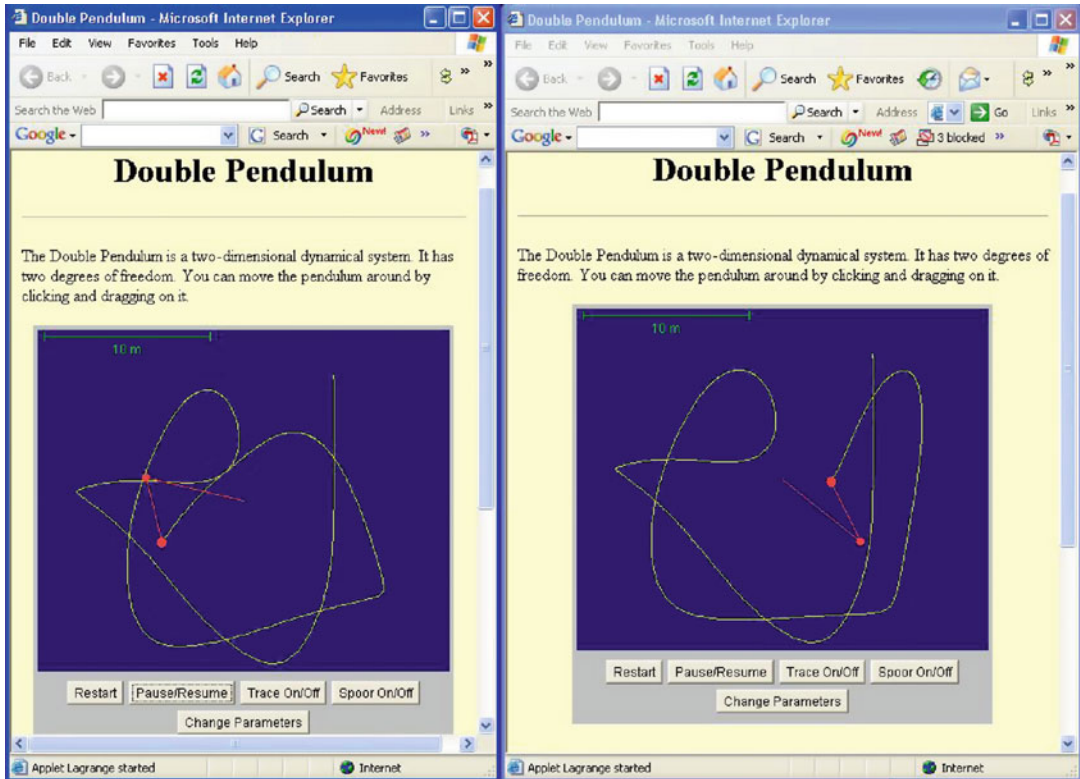 Double Pendulum - Microsoft Internet Explorer
File Edit View Favorites Tools Help
Back Search Favorites »
Search the Web Search Address Links »
Google Search New! »
Double Pendulum
The Double Pendulum is a two-dimensional dynamical system. It has
two degrees of freedom. You can move the pendulum around by
clicking and dragging on it.
10 m
Restart Pause/Resume Trace On/Off Spoor On/Off
Change Parameters
Applet Lagrange started Internet
Double Pendulum - Microsoft Internet Explorer
File Edit View Favorites Tools Help
Back Search Favorites »
Search the Web Search Address Go Links »
Google Search New! 3 blocked »
Double Pendulum
The Double Pendulum is a two-dimensional dynamical system. It has two degrees of
freedom. You can move the pendulum around by clicking and dragging on it.
10 m
Restart Pause/Resume Trace On/Off Spoor On/Off
Change Parameters
Applet Lagrange started Internet